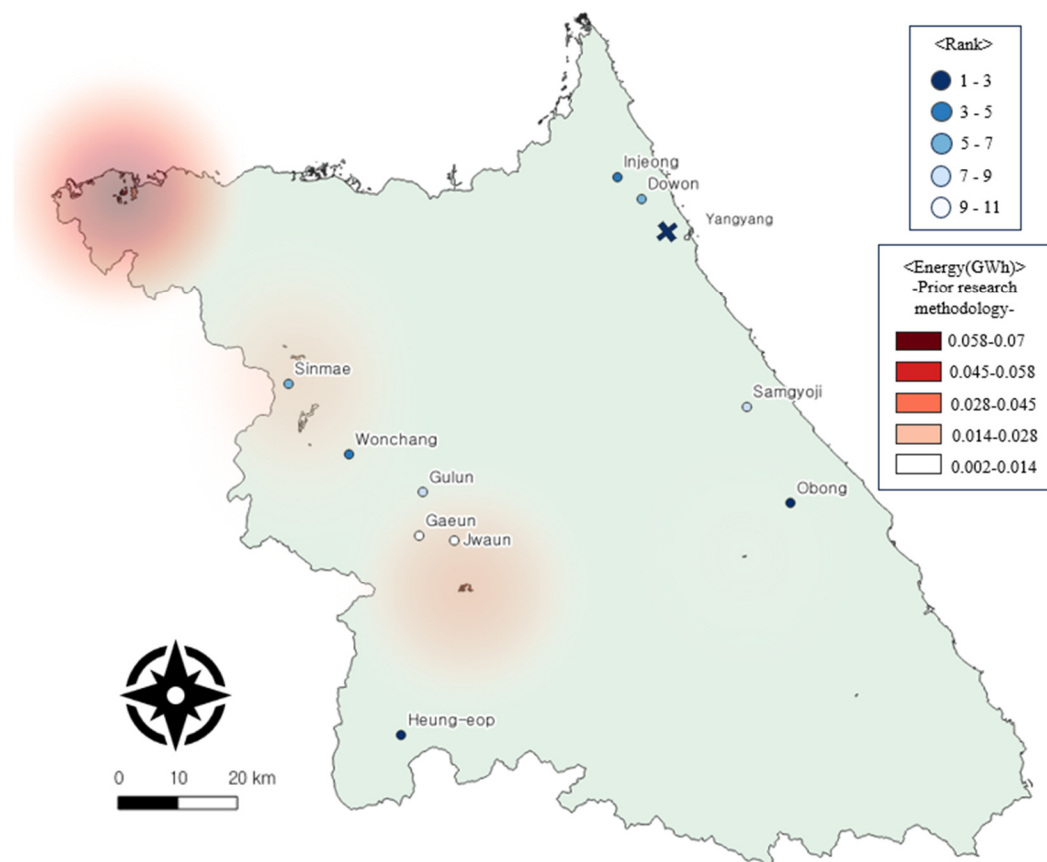 <Rank>
1 - 3
3 - 5
5 - 7
7 - 9
9 - 11
Injeong
Dowon
Yangyang
<Energy(GWh)>
-Prior research
methodology-
0.058-0.07
0.045-0.058
0.028-0.045
0.014-0.028
0.002-0.014
Sinmae
Samgyoji
Wonchang
Gulun
Obong
Gaeun
Jwaun
Heung-eop
0 10 20 km